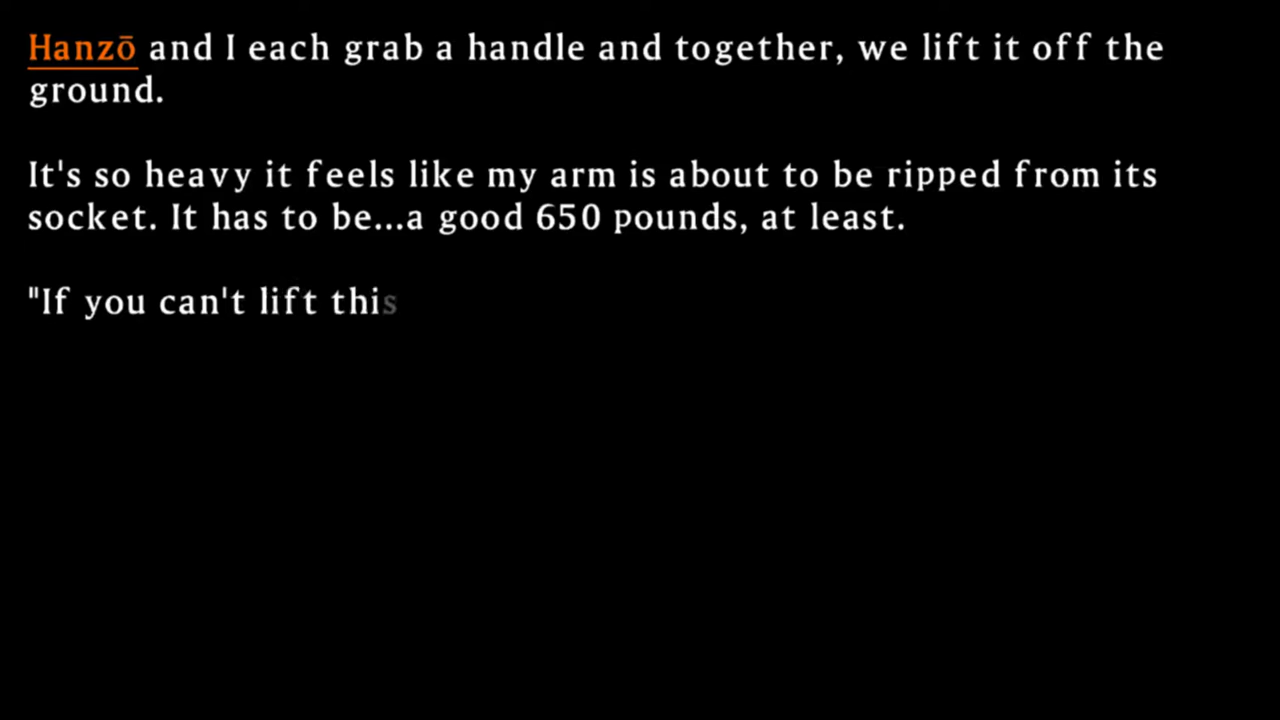 Hanzō and I each grab a handle and together, we lift it off the
ground.
It's so heavy it feels like my arm is about to be ripped from its
socket. It has to be...a good 650 pounds, at least.
"If you can't lift this